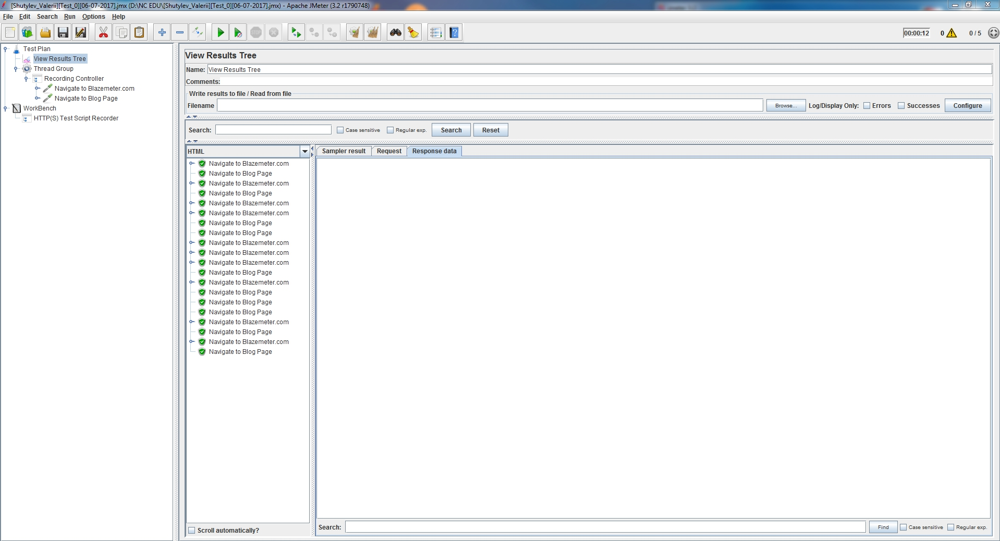 [Shutylev_Valerii][Test_0][06-07-2017].jmx (D:\NC EDU\[Shutylev_Valerii][Test_0][06-07-2017].jmx) - Apache JMeter (3.2 r1790748)
File Edit Search Run Options Help
STOP
00:00:12 0 0 / 5
Test Plan
View Results Tree
Thread Group
Recording Controller
Navigate to Blazemeter.com
Navigate to Blog Page
WorkBench
HTTP(S) Test Script Recorder
View Results Tree
Name: View Results Tree
Comments:
Write results to file / Read from file
Filename Browse... Log/Display Only: Errors Successes Configure
Search: Case sensitive Regular exp. Search Reset
HTML
Sampler result Request Response data
Navigate to Blazemeter.com
Navigate to Blog Page
Navigate to Blazemeter.com
Navigate to Blog Page
Navigate to Blazemeter.com
Navigate to Blazemeter.com
Navigate to Blog Page
Navigate to Blog Page
Navigate to Blazemeter.com
Navigate to Blazemeter.com
Navigate to Blazemeter.com
Navigate to Blog Page
Navigate to Blazemeter.com
Navigate to Blog Page
Navigate to Blog Page
Navigate to Blog Page
Navigate to Blazemeter.com
Navigate to Blog Page
Navigate to Blazemeter.com
Navigate to Blog Page
Scroll automatically?
Search: Find Case sensitive Regular exp.